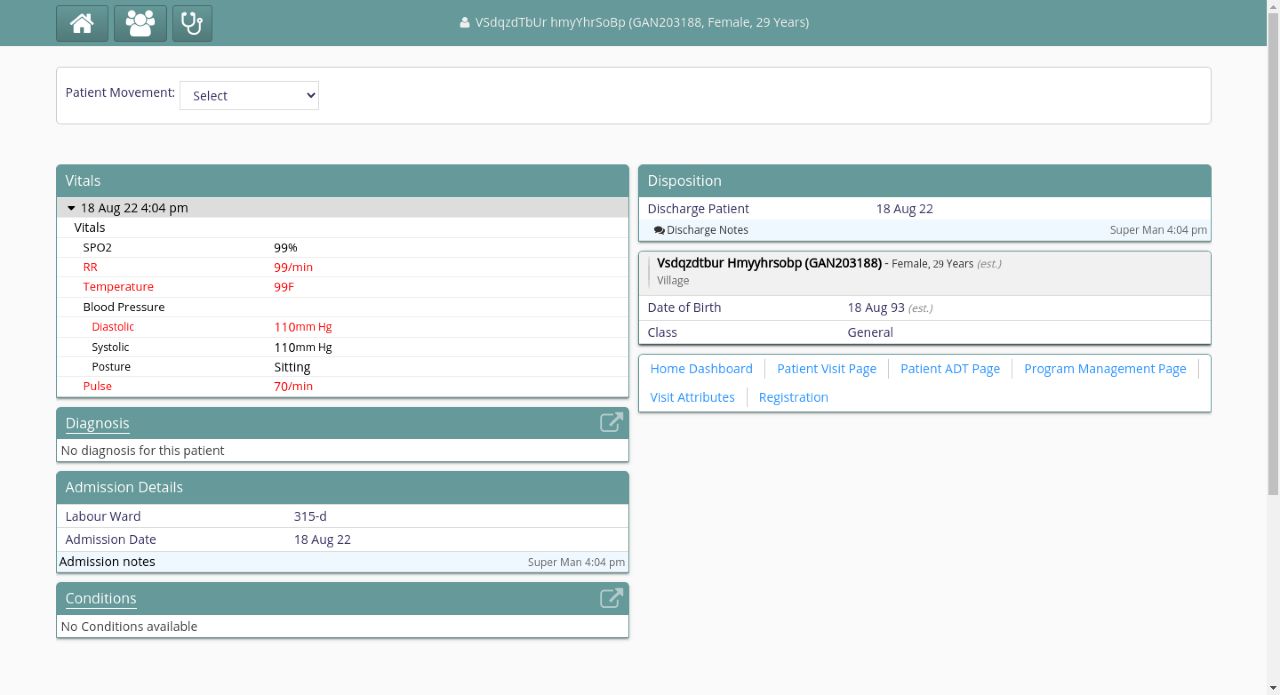 VSdqzdTbUr hmyYhrSoBp (GAN203188, Female, 29 Years)
Patient Movement: Select
Vitals
18 Aug 22 4:04 pm
Vitals
SPO2 99%
RR 99/min
Temperature 99F
Blood Pressure
Diastolic 110mm Hg
Systolic 110mm Hg
Posture Sitting
Pulse 70/min
Diagnosis
No diagnosis for this patient
Admission Details
Labour Ward 315-d
Admission Date 18 Aug 22
Admission notes Super Man 4:04 pm
Conditions
No Conditions available
Disposition
Discharge Patient 18 Aug 22
Discharge Notes Super Man 4:04 pm
Vsdqzdtbur Hmyyhrsobp (GAN203188) - Female, 29 Years (est.)
Village
Date of Birth 18 Aug 93 (est.)
Class General
Home Dashboard Patient Visit Page Patient ADT Page Program Management Page
Visit Attributes Registration